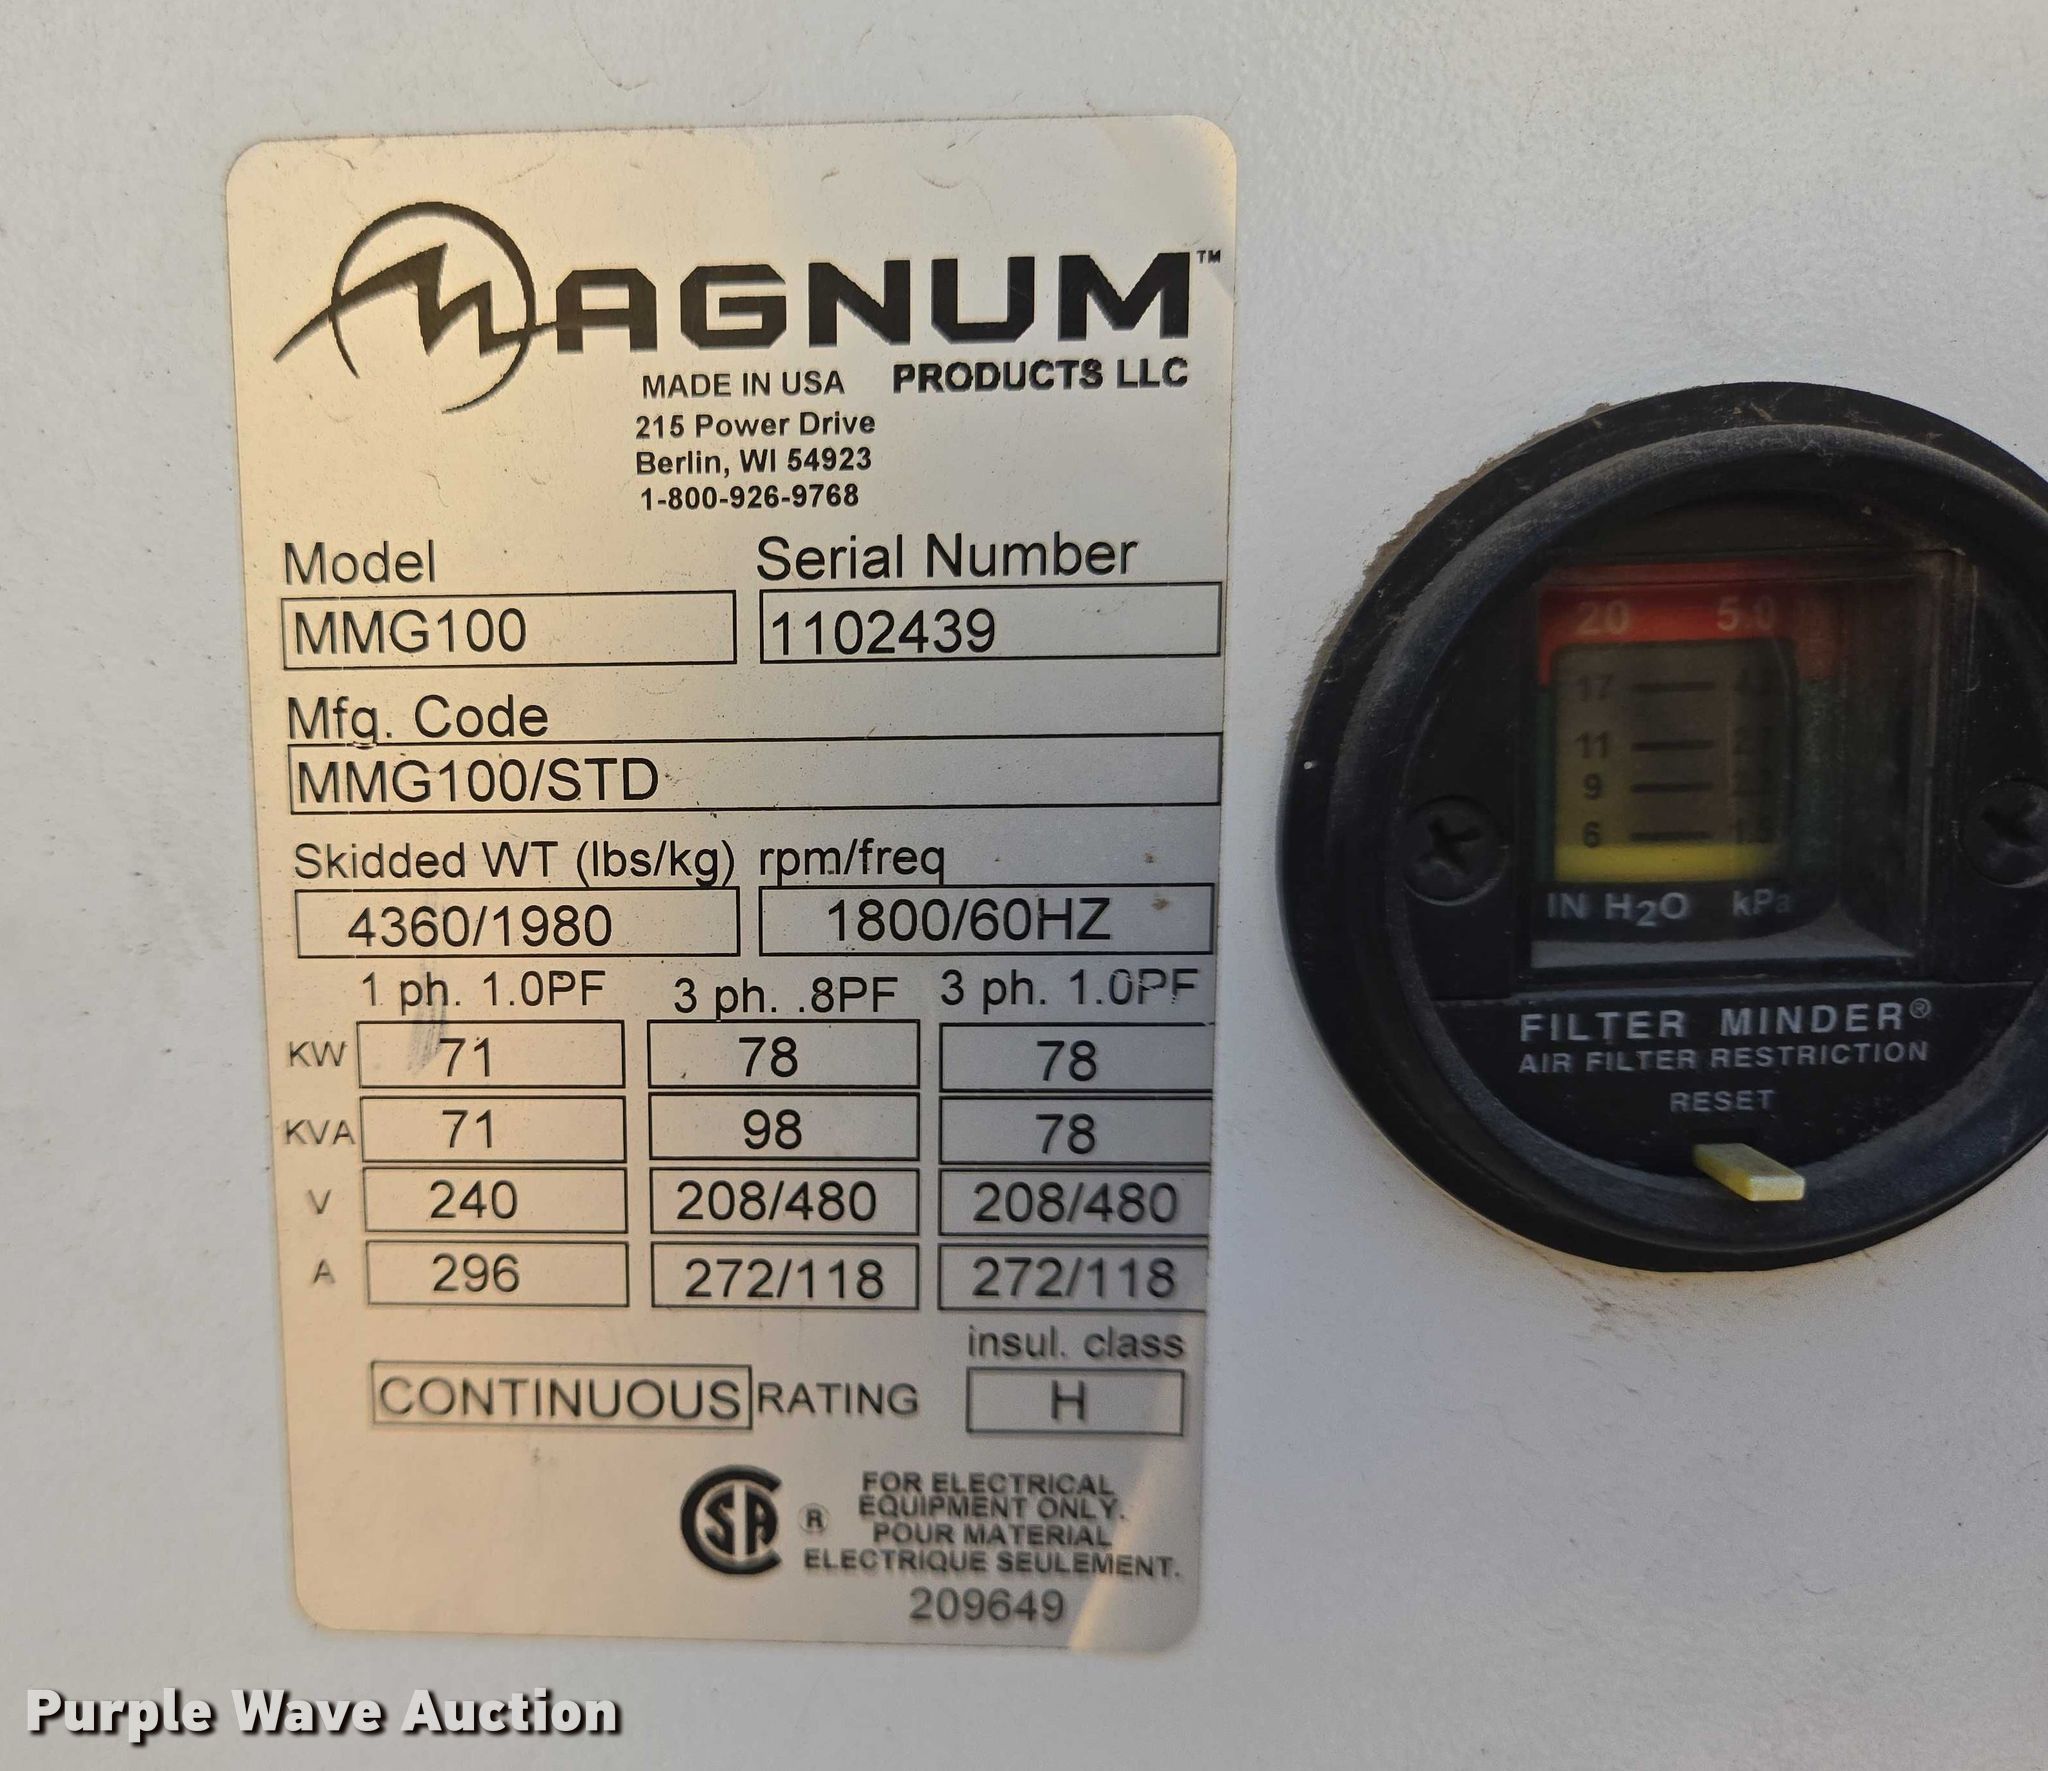 MAGNUM™
MADE IN USA PRODUCTS LLC
215 Power Drive
Berlin, WI 54923
1-800-926-9768
Model Serial Number
MMG100 1102439
Mfg. Code
MMG100/STD
Skidded WT (lbs/kg) rpm/freq
4360/1980 1800/60HZ
1 ph. 1.0PF 3 ph. .8PF 3 ph. 1.0PF
KW 71 78 78
KVA 71 98 78
V 240 208/480 208/480
A 296 272/118 272/118
insul. class
CONTINUOUS RATING H
CSA ® FOR ELECTRICAL
EQUIPMENT ONLY.
POUR MATERIAL
ELECTRIQUE SEULEMENT.
209649
20 5.0
17
11
9
6
IN H2O kPa
FILTER MINDER®
AIR FILTER RESTRICTION
RESET
Purple Wave Auction